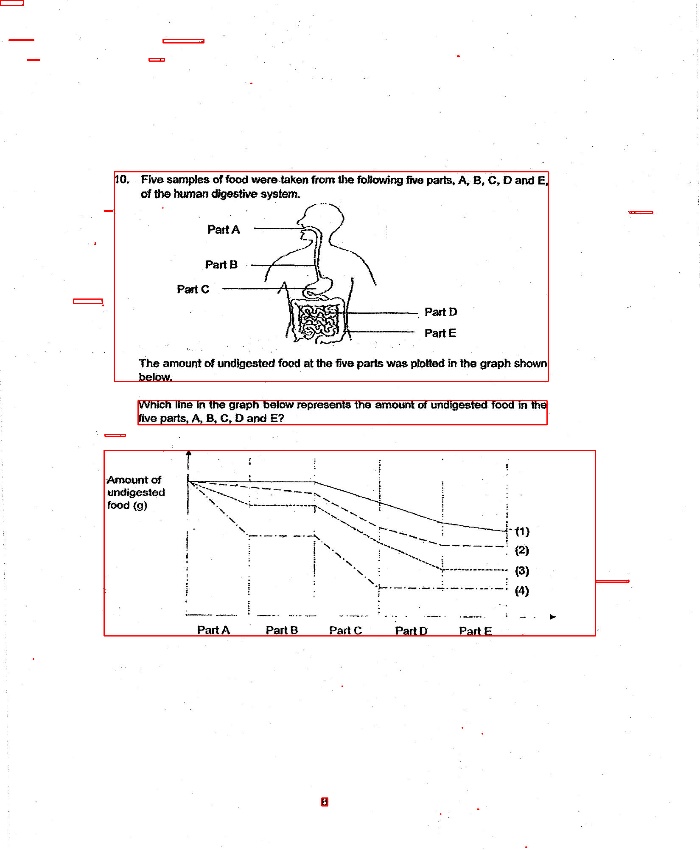 10. Five samples of food were taken from the following five parts, A, B, C, D and E,
of the human digestive system.
Part A
Part B
Part C
Part D
Part E
The amount of undigested food at the five parts was plotted in the graph shown
below.
Which line in the graph below represents the amount of undigested food in the
five parts, A, B, C, D and E?
Amount of
undigested
food (g)
(1)
(2)
(3)
(4)
Part A Part B Part C Part D Part E